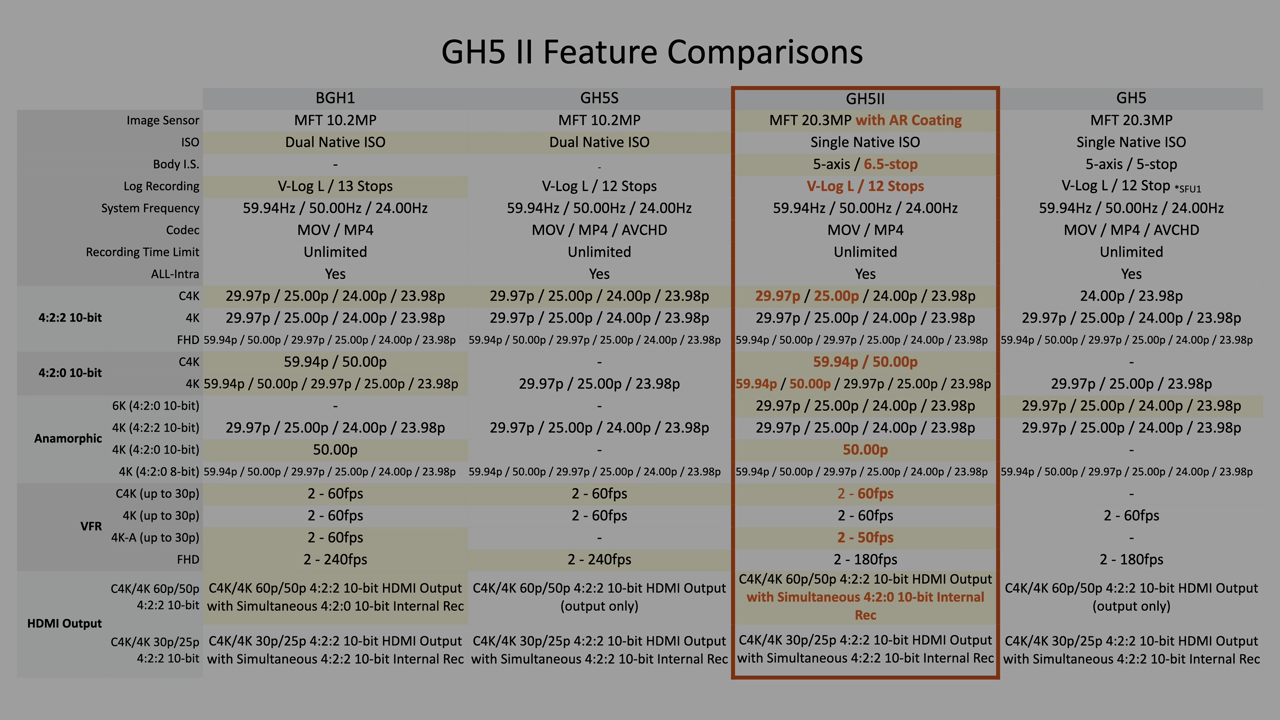 GH5 II Feature Comparisons
BGH1 GH5S GH5II GH5
Image Sensor MFT 10.2MP MFT 10.2MP MFT 20.3MP with AR Coating MFT 20.3MP
ISO Dual Native ISO Dual Native ISO Single Native ISO Single Native ISO
Body I.S. - - 5-axis / 6.5-stop 5-axis / 5-stop
Log Recording V-Log L / 13 Stops V-Log L / 12 Stops V-Log L / 12 Stops V-Log L / 12 Stop *SFU1
System Frequency 59.94Hz / 50.00Hz / 24.00Hz 59.94Hz / 50.00Hz / 24.00Hz 59.94Hz / 50.00Hz / 24.00Hz 59.94Hz / 50.00Hz / 24.00Hz
Codec MOV / MP4 MOV / MP4 / AVCHD MOV / MP4 MOV / MP4 / AVCHD
Recording Time Limit Unlimited Unlimited Unlimited Unlimited
ALL-Intra Yes Yes Yes Yes
4:2:2 10-bit
C4K 29.97p / 25.00p / 24.00p / 23.98p 29.97p / 25.00p / 24.00p / 23.98p 29.97p / 25.00p / 24.00p / 23.98p 24.00p / 23.98p
4K 29.97p / 25.00p / 24.00p / 23.98p 29.97p / 25.00p / 24.00p / 23.98p 29.97p / 25.00p / 24.00p / 23.98p 29.97p / 25.00p / 24.00p / 23.98p
FHD 59.94p / 50.00p / 29.97p / 25.00p / 24.00p / 23.98p 59.94p / 50.00p / 29.97p / 25.00p / 24.00p / 23.98p 59.94p / 50.00p / 29.97p / 25.00p / 24.00p / 23.98p 59.94p / 50.00p / 29.97p / 25.00p / 24.00p / 23.98p
4:2:0 10-bit
C4K 59.94p / 50.00p - 59.94p / 50.00p -
4K 59.94p / 50.00p / 29.97p / 25.00p / 23.98p 29.97p / 25.00p / 23.98p 59.94p / 50.00p / 29.97p / 25.00p / 23.98p 29.97p / 25.00p / 23.98p
Anamorphic
6K (4:2:0 10-bit) - - 29.97p / 25.00p / 24.00p / 23.98p 29.97p / 25.00p / 24.00p / 23.98p
4K (4:2:2 10-bit) 29.97p / 25.00p / 24.00p / 23.98p 29.97p / 25.00p / 24.00p / 23.98p 29.97p / 25.00p / 24.00p / 23.98p 29.97p / 25.00p / 24.00p / 23.98p
4K (4:2:0 10-bit) 50.00p - 50.00p -
4K (4:2:0 8-bit) 59.94p / 50.00p / 29.97p / 25.00p / 24.00p / 23.98p 59.94p / 50.00p / 29.97p / 25.00p / 24.00p / 23.98p 59.94p / 50.00p / 29.97p / 25.00p / 24.00p / 23.98p 59.94p / 50.00p / 29.97p / 25.00p / 24.00p / 23.98p
VFR
C4K (up to 30p) 2 - 60fps 2 - 60fps 2 - 60fps -
4K (up to 30p) 2 - 60fps 2 - 60fps 2 - 60fps 2 - 60fps
4K-A (up to 30p) 2 - 60fps - 2 - 50fps -
FHD 2 - 240fps 2 - 240fps 2 - 180fps 2 - 180fps
HDMI Output
C4K/4K 60p/50p
4:2:2 10-bit
C4K/4K 60p/50p 4:2:2 10-bit HDMI Output
with Simultaneous 4:2:0 10-bit Internal Rec
C4K/4K 60p/50p 4:2:2 10-bit HDMI Output
(output only)
C4K/4K 60p/50p 4:2:2 10-bit HDMI Output
with Simultaneous 4:2:0 10-bit Internal
Rec
C4K/4K 60p/50p 4:2:2 10-bit HDMI Output
(output only)
C4K/4K 30p/25p
4:2:2 10-bit
C4K/4K 30p/25p 4:2:2 10-bit HDMI Output
with Simultaneous 4:2:2 10-bit Internal Rec
C4K/4K 30p/25p 4:2:2 10-bit HDMI Output
with Simultaneous 4:2:2 10-bit Internal Rec
C4K/4K 30p/25p 4:2:2 10-bit HDMI Output
with Simultaneous 4:2:2 10-bit Internal Rec
C4K/4K 30p/25p 4:2:2 10-bit HDMI Output
with Simultaneous 4:2:2 10-bit Internal Rec